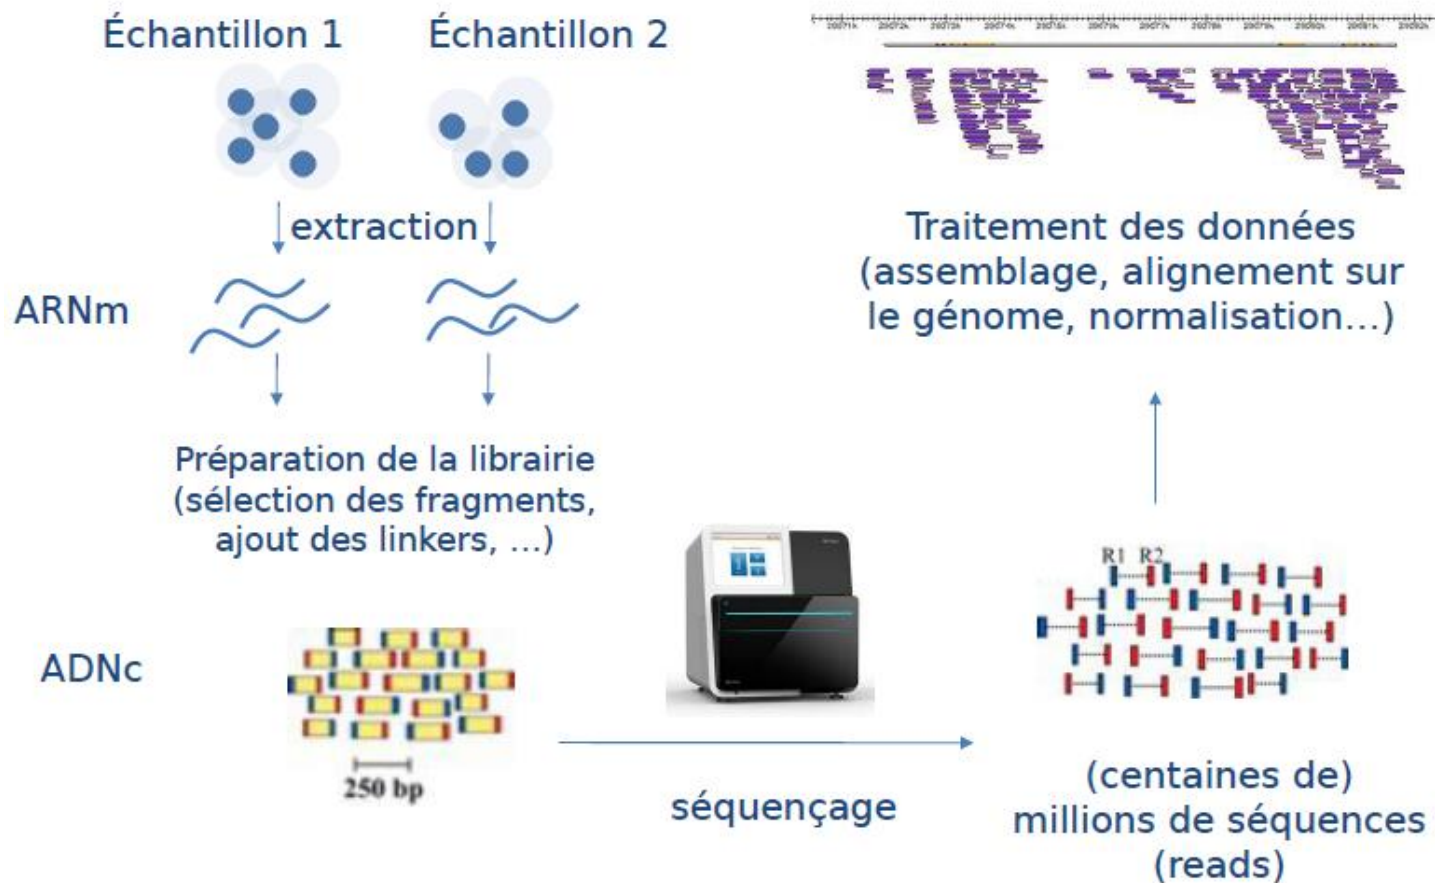 Échantillon 1
Échantillon 2
extraction
ARNm
Préparation de la librairie
(sélection des fragments,
ajout des linkers, ...)
ADNc
250 bp
séquençage
R1 R2
(centaines de)
millions de séquences
(reads)
Traitement des données
(assemblage, alignement sur
le génome, normalisation...)